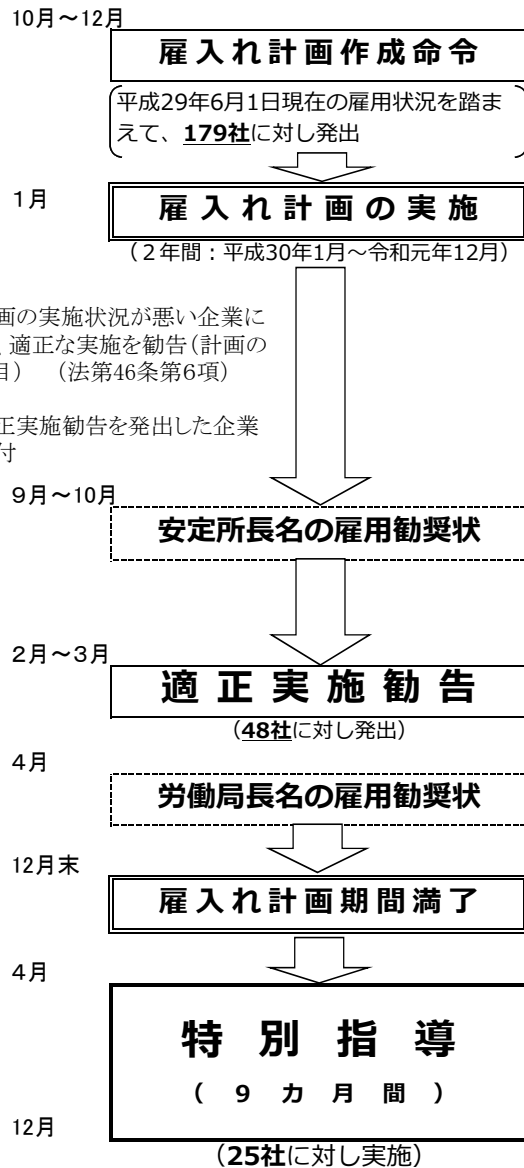 10月～12月
雇入れ計画作成命令
平成29年6月1日現在の雇用状況を踏ま
えて、179社に対し発出
1月
雇入れ計画の実施
（２年間：平成30年1月～令和元年12月）
画の実施状況が悪い企業に
、適正な実施を勧告（計画の
目）　（法第46条第6項）
正実施勧告を発出した企業
付
9月～10月
安定所長名の雇用勧奨状
2月～3月
適正実施勧告
（48社に対し発出）
4月
労働局長名の雇用勧奨状
12月末
雇入れ計画期間満了
4月
特別指導
（９カ月間）
12月
（25社に対し実施）